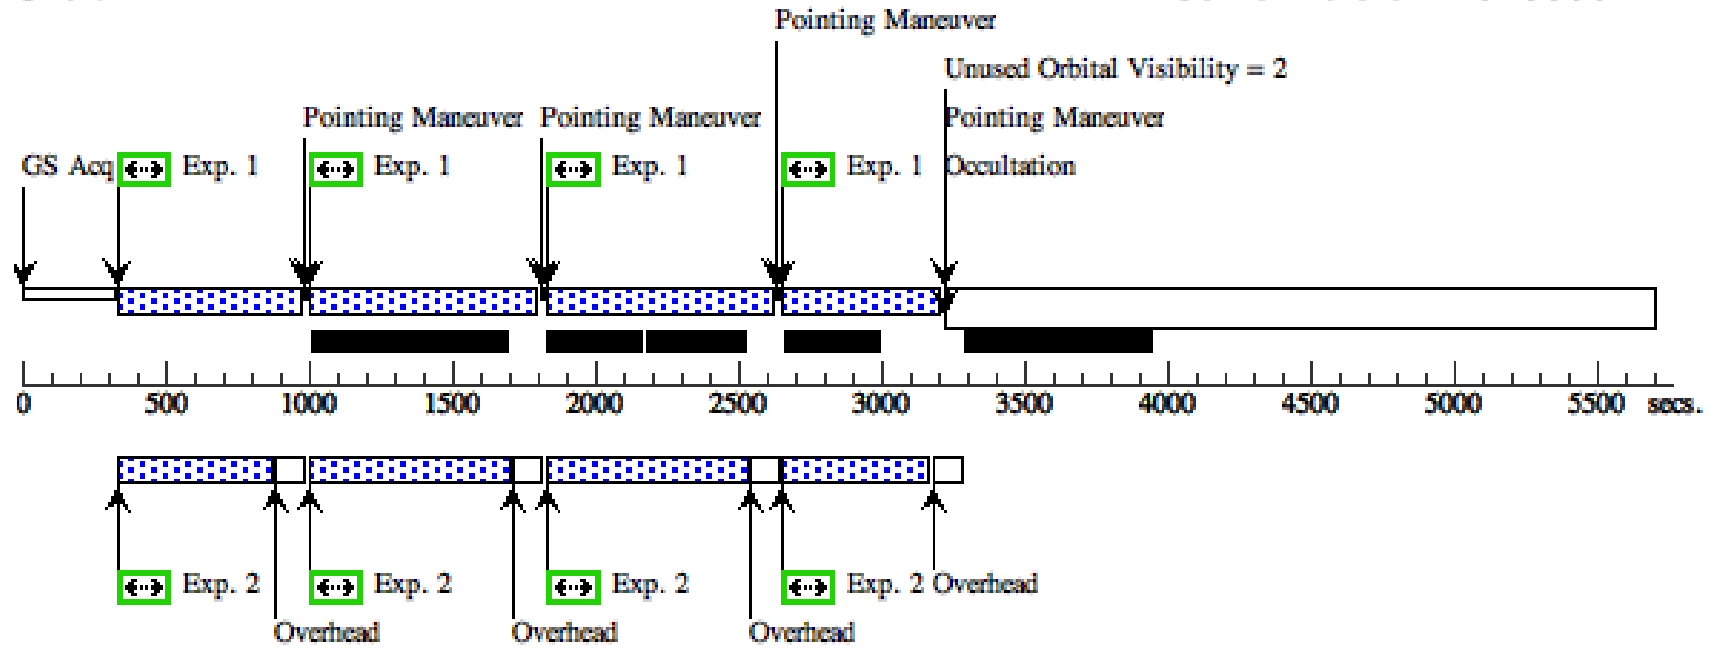 Pointing Maneuver
Unused Orbital Visibility = 2
Pointing Maneuver Pointing Maneuver Pointing Maneuver
GS Acq Exp. 1 Exp. 1 Exp. 1 Exp. 1 Occultation
0 500 1000 1500 2000 2500 3000 3500 4000 4500 5000 5500 secs.
Exp. 2 Exp. 2 Exp. 2 Exp. 2 Overhead
Overhead Overhead Overhead